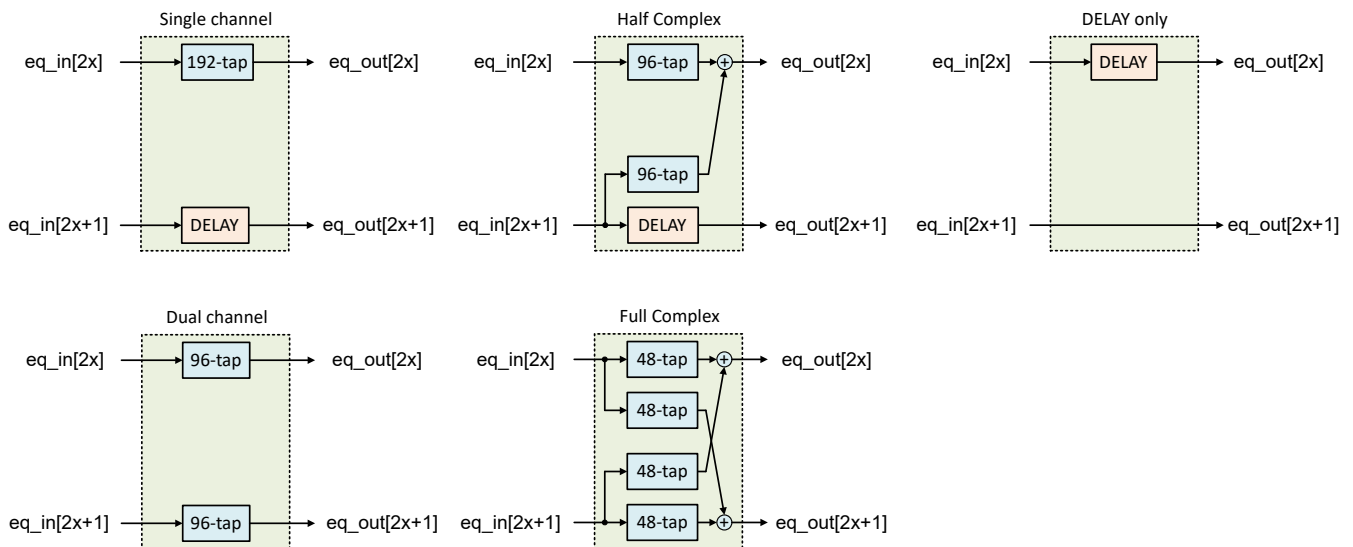 Single channel
eq_in[2x]
192-tap
eq_out[2x]
eq_in[2x+1]
DELAY
eq_out[2x+1]
Half Complex
eq_in[2x]
96-tap
+
eq_out[2x]
96-tap
eq_in[2x+1]
DELAY
eq_out[2x+1]
DELAY only
eq_in[2x]
DELAY
eq_out[2x]
eq_in[2x+1]
eq_out[2x+1]
Dual channel
eq_in[2x]
96-tap
eq_out[2x]
eq_in[2x+1]
96-tap
eq_out[2x+1]
Full Complex
eq_in[2x]
48-tap
+
eq_out[2x]
48-tap
48-tap
eq_in[2x+1]
48-tap
+
eq_out[2x+1]